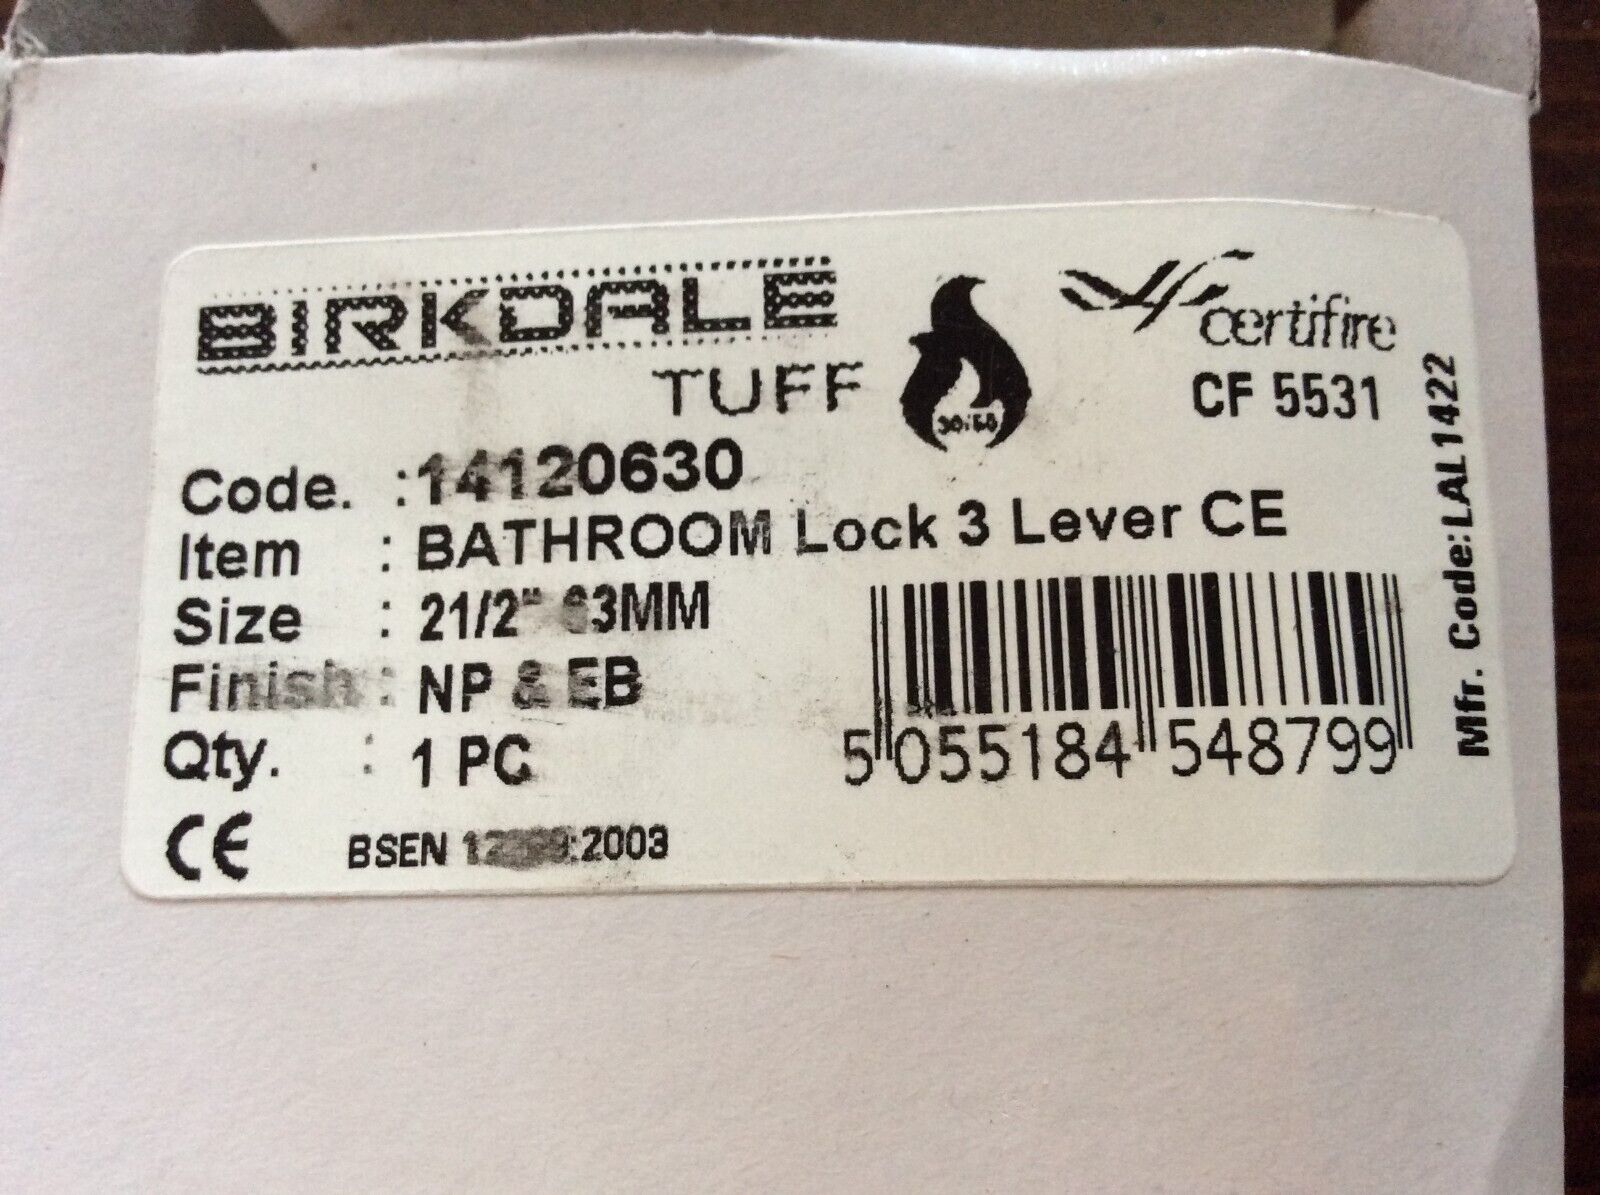 BIRKDALE
TUFF
certifire
CF 5531
Code. : 14120630
Item : BATHROOM Lock 3 Lever CE
Size : 21/2" 63MM
Finish : NP & EB
Qty. : 1 PC
CE BSEN :2003
5 055184 548799
Mfr. Code:LAL1422